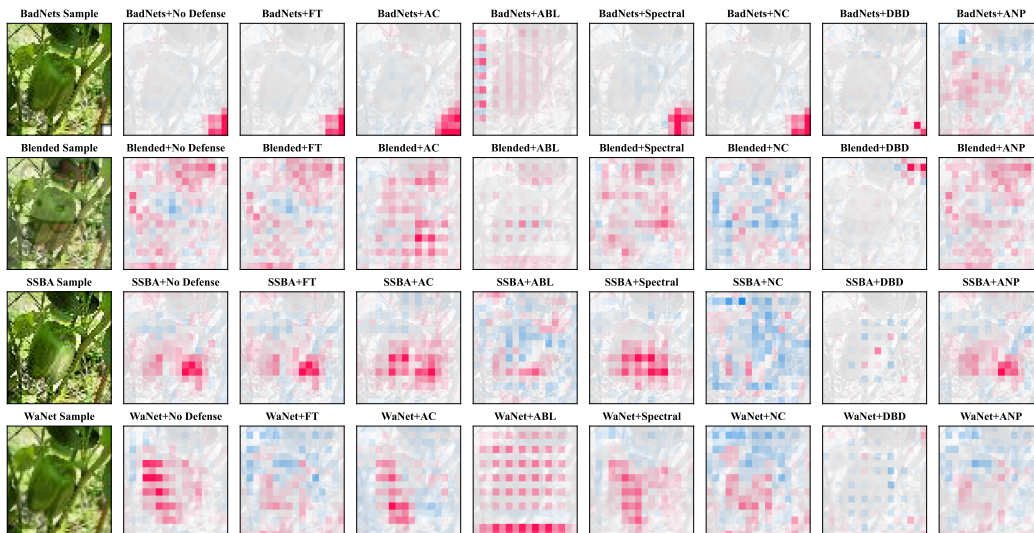 BadNets Sample BadNets+No Defense BadNets+FT BadNets+AC BadNets+ABL BadNets+Spectral BadNets+NC BadNets+DBD BadNets+ANP
Blended Sample Blended+No Defense Blended+FT Blended+AC Blended+ABL Blended+Spectral Blended+NC Blended+DBD Blended+ANP
SSBA Sample SSBA+No Defense SSBA+FT SSBA+AC SSBA+ABL SSBA+Spectral SSBA+NC SSBA+DBD SSBA+ANP
WaNet Sample WaNet+No Defense WaNet+FT WaNet+AC WaNet+ABL WaNet+Spectral WaNet+NC WaNet+DBD WaNet+ANP